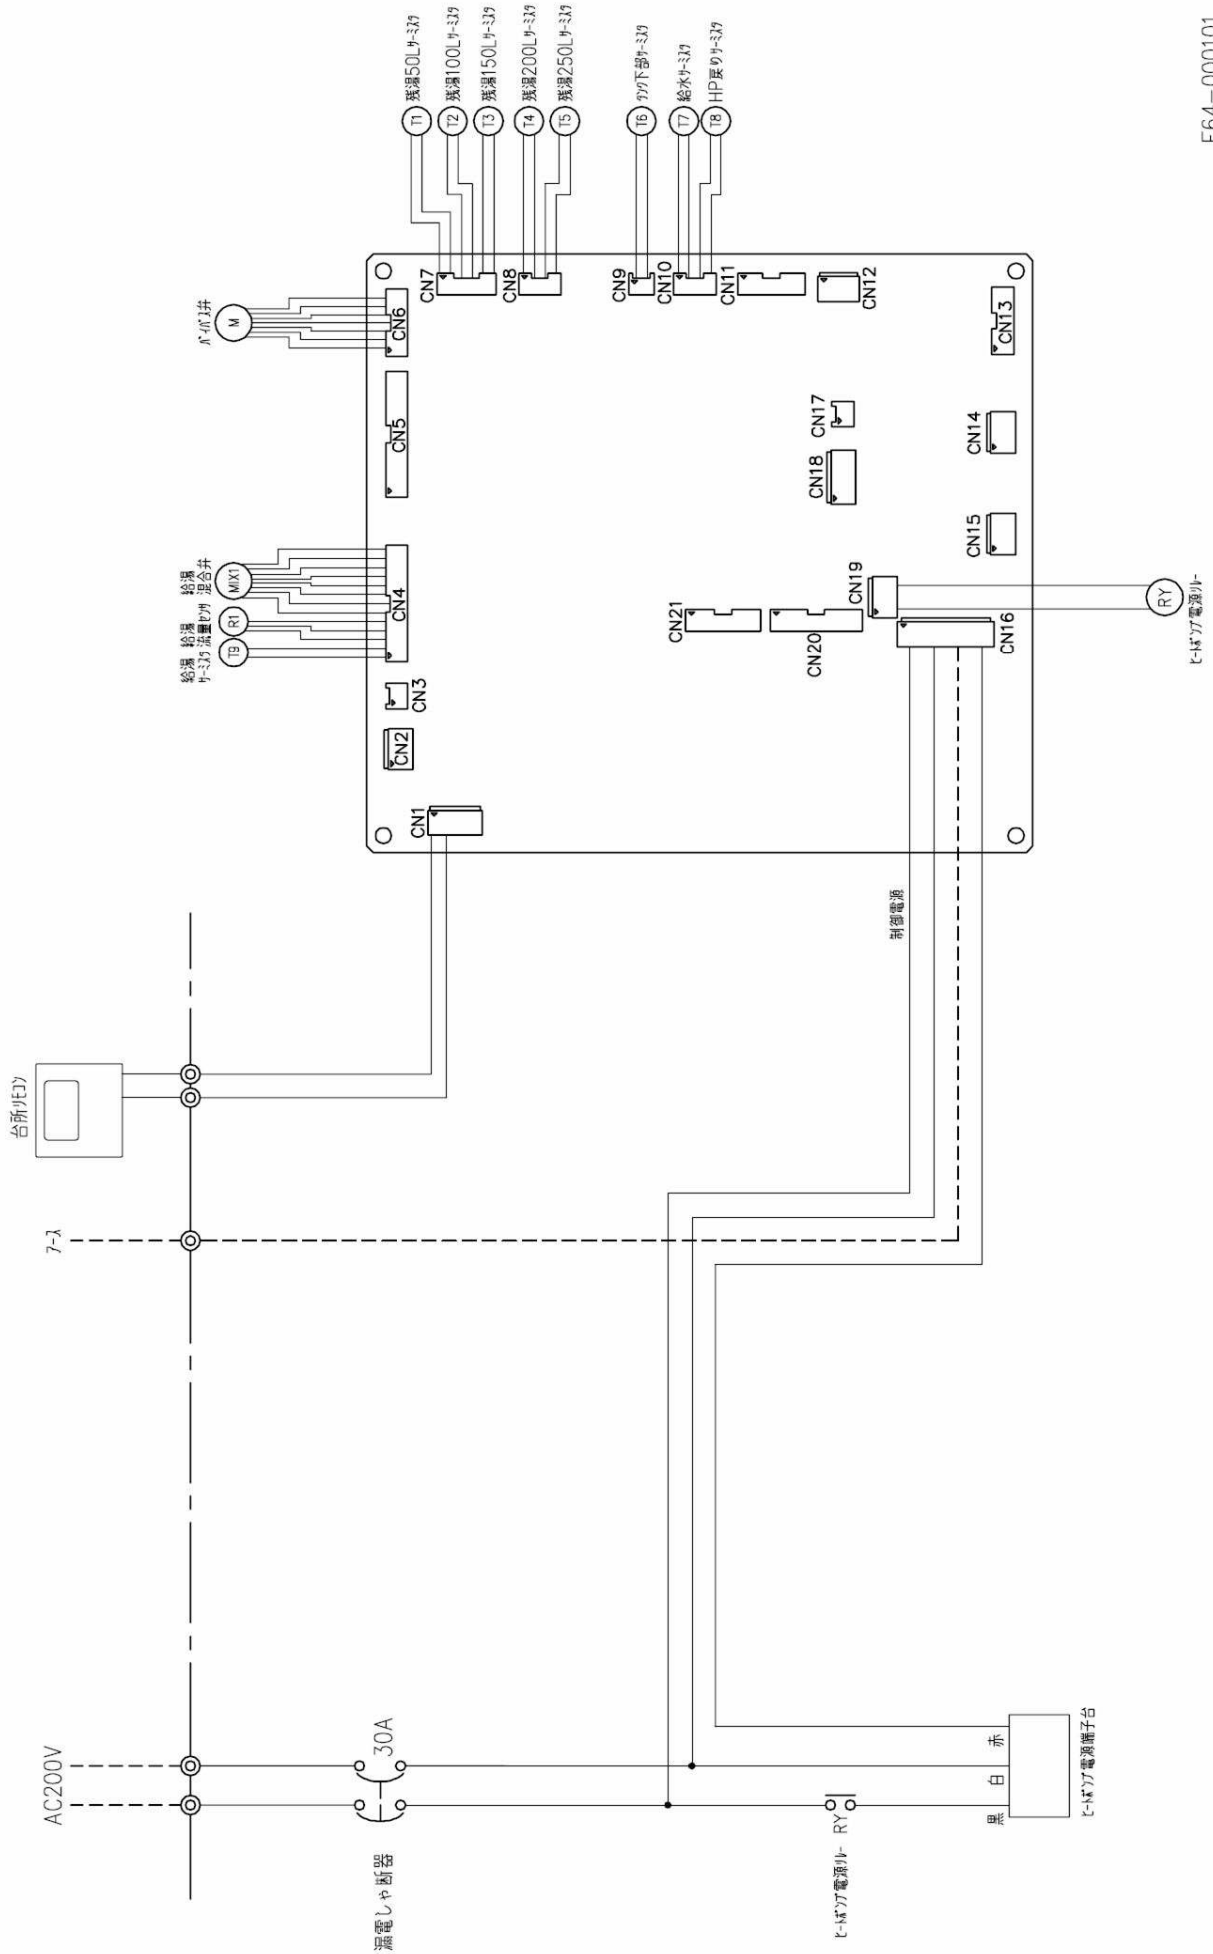 AC200V
アース
台所リモコン
漏電しゃ断器
30A
ヒートポンプ電源リレー RY
黒
白
赤
ヒートポンプ電源端子台
制御電源
給湯
サーミスタ
T9
給湯
流量センサ
R1
給湯
混合弁
MIX1
バイパス弁
M
CN1
CN2
CN3
CN4
CN5
CN6
CN7
CN8
CN9
CN10
CN11
CN12
CN13
CN14
CN15
CN16
CN17
CN18
CN19
CN20
CN21
T1 残湯50Lサーミスタ
T2 残湯100Lサーミスタ
T3 残湯150Lサーミスタ
T4 残湯200Lサーミスタ
T5 残湯250Lサーミスタ
T6 タンク下部サーミスタ
T7 給水サーミスタ
T8 HP戻りサーミスタ
RY
ヒートポンプ電源リレー